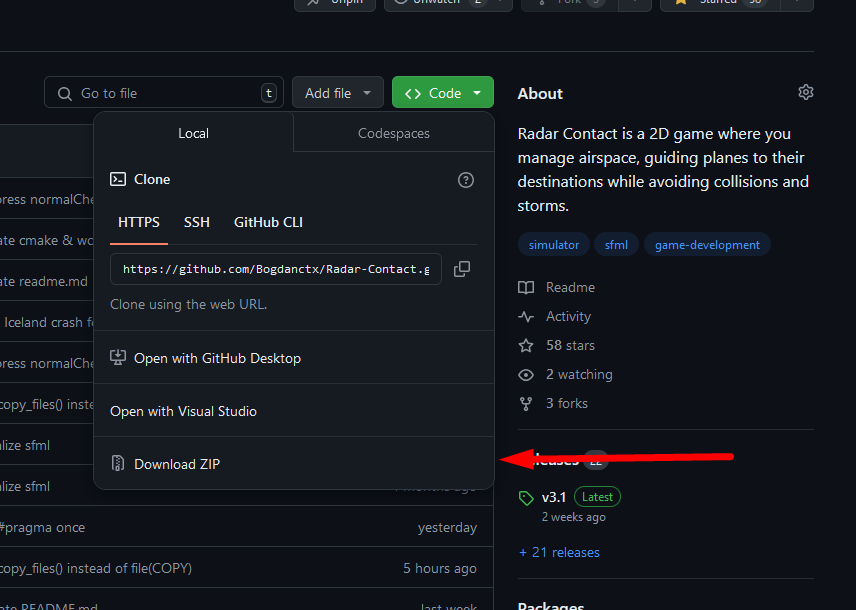 Unpin
Unwatch 2
Fork 3
Starred 58
Go to file
t
Add file
Code
Local
Codespaces
Clone
HTTPS
SSH
GitHub CLI
https://github.com/Bogdanctx/Radar-Contact.g
Clone using the web URL.
Open with GitHub Desktop
Open with Visual Studio
Download ZIP
press normalChe
ate cmake & wo
ate readme.md
Iceland crash fo
press normalChe
copy_files() inste
alize sfml
alize sfml
months ago
#pragma once
yesterday
copy_files() instead of file(COPY)
5 hours ago
ate README.md
last week
About
Radar Contact is a 2D game where you
manage airspace, guiding planes to their
destinations while avoiding collisions and
storms.
simulator
sfml
game-development
Readme
Activity
58 stars
2 watching
3 forks
Releases 22
v3.1 Latest
2 weeks ago
+ 21 releases
Packages